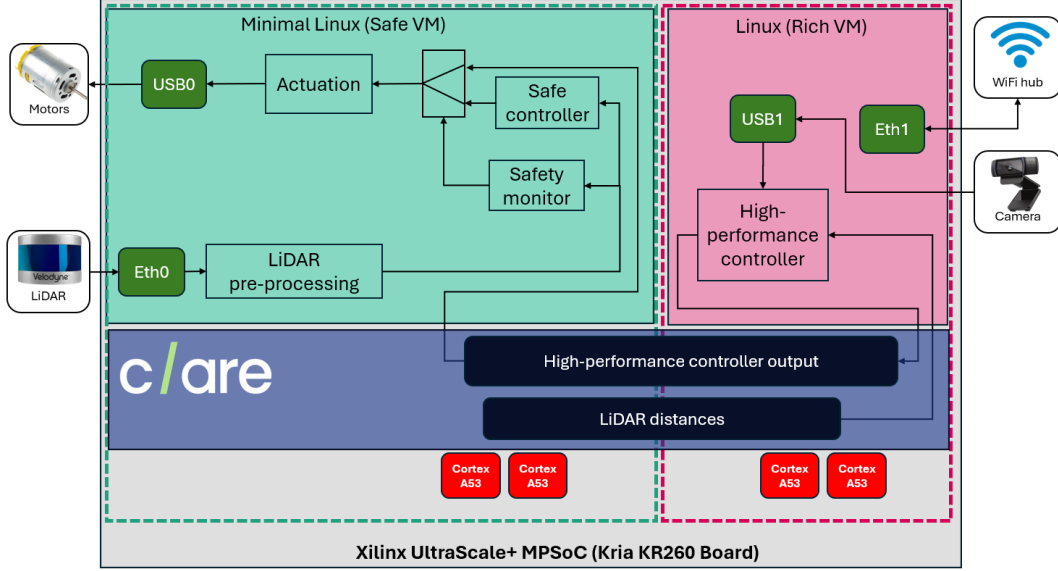 Minimal Linux (Safe VM)
Linux (Rich VM)
Motors
USB0
Actuation
Safe
controller
Safety
monitor
USB1
Eth1
WiFi hub
Camera
High-
performance
controller
Velodyne
LiDAR
Eth0
LiDAR
pre-processing
c/are
High-performance controller output
LiDAR distances
Cortex
A53
Cortex
A53
Cortex
A53
Cortex
A53
Xilinx UltraScale+ MPSoC (Kria KR260 Board)